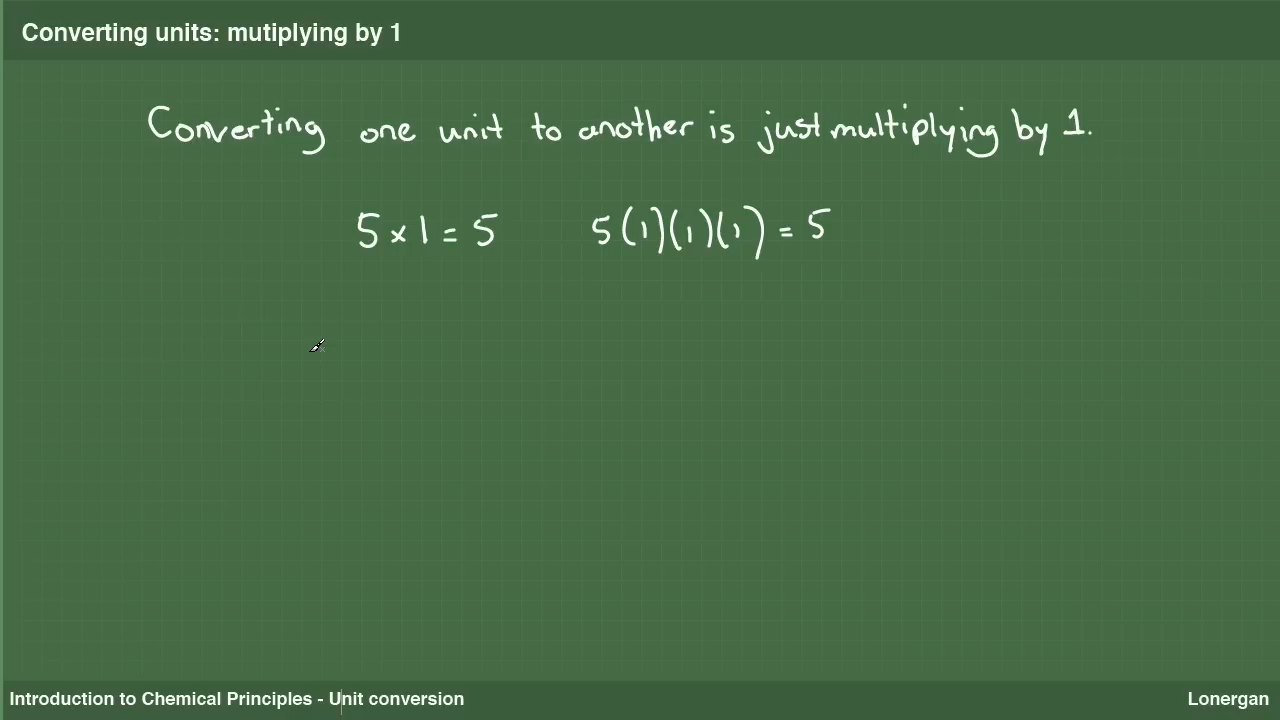 Converting units: mutiplying by 1
Converting one unit to another is just multiplying by 1.
5 × 1 = 5 5(1)(1)(1) = 5
Introduction to Chemical Principles - Unit conversion Lonergan